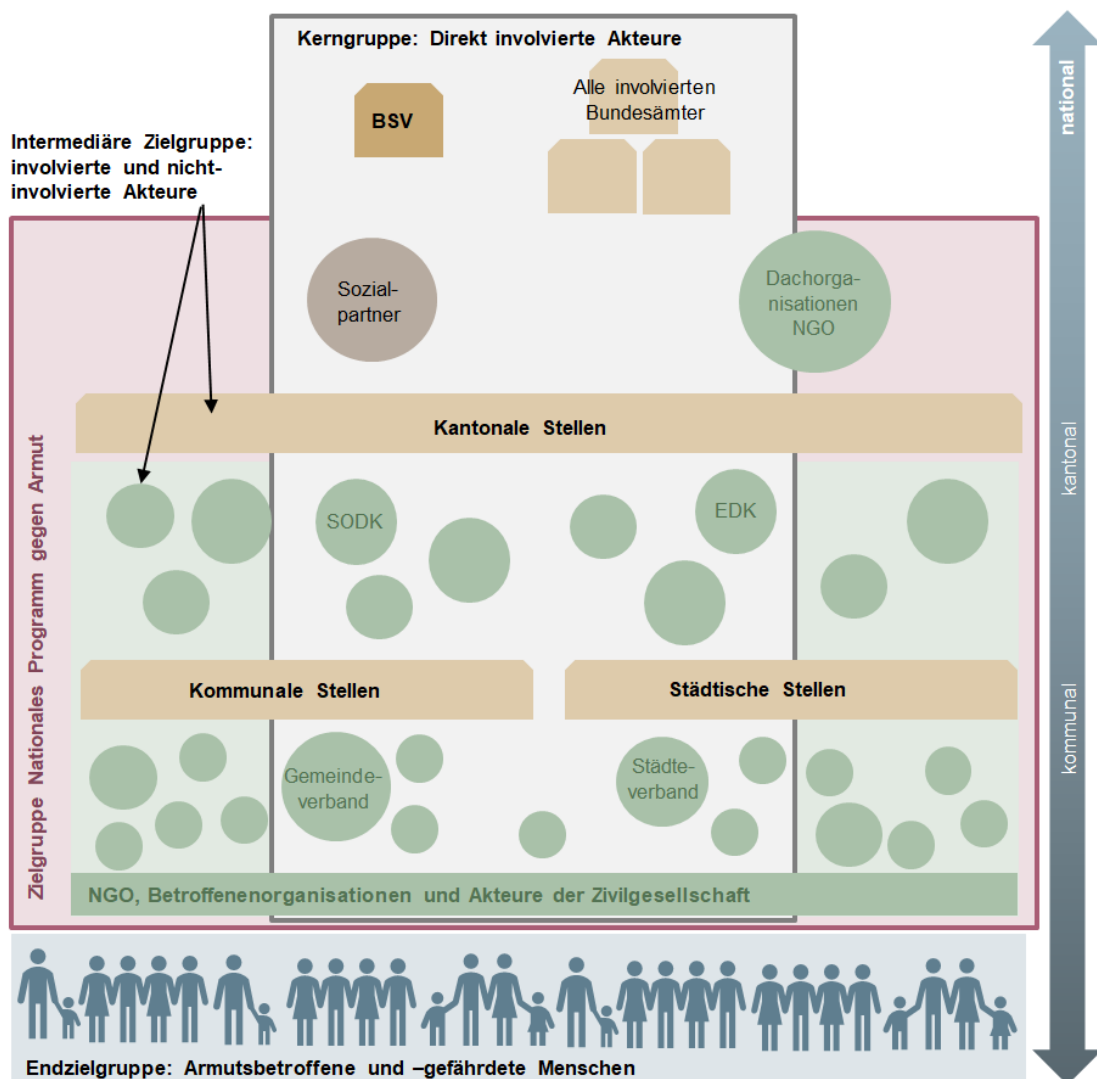 Kerngruppe: Direkt involvierte Akteure
BSV
Alle involvierten
Bundesämter
national
Intermediäre Zielgruppe:
involvierte und nicht-
involvierte Akteure
Sozial-
partner
Dachorga-
nisationen
NGO
Kantonale Stellen
kantonal
SODK
EDK
Zielgruppe Nationales Programm gegen Armut
Kommunale Stellen
Städtische Stellen
kommunal
Gemeinde-
verband
Städte-
verband
NGO, Betroffenenorganisationen und Akteure der Zivilgesellschaft
Endzielgruppe: Armutsbetroffene und –gefährdete Menschen